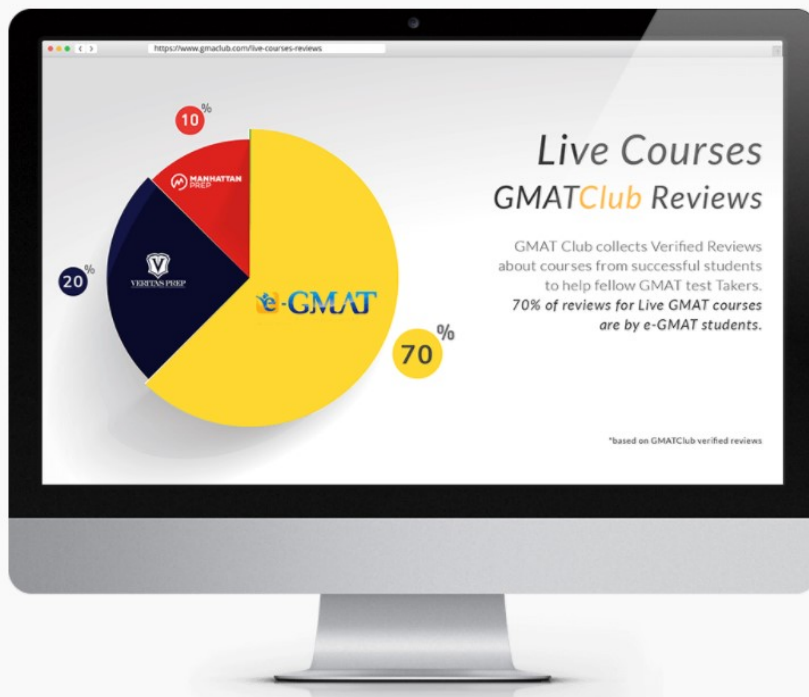 https://www.gmaclub.com/live-courses-reviews
10%
MANHATTAN
PREP
20%
VERITAS PREP
e-GMAT
70%
Live Courses
GMATClub Reviews
GMAT Club collects Verified Reviews
about courses from successful students
to help fellow GMAT test Takers.
70% of reviews for Live GMAT courses
are by e-GMAT students.
*based on GMATClub verified reviews